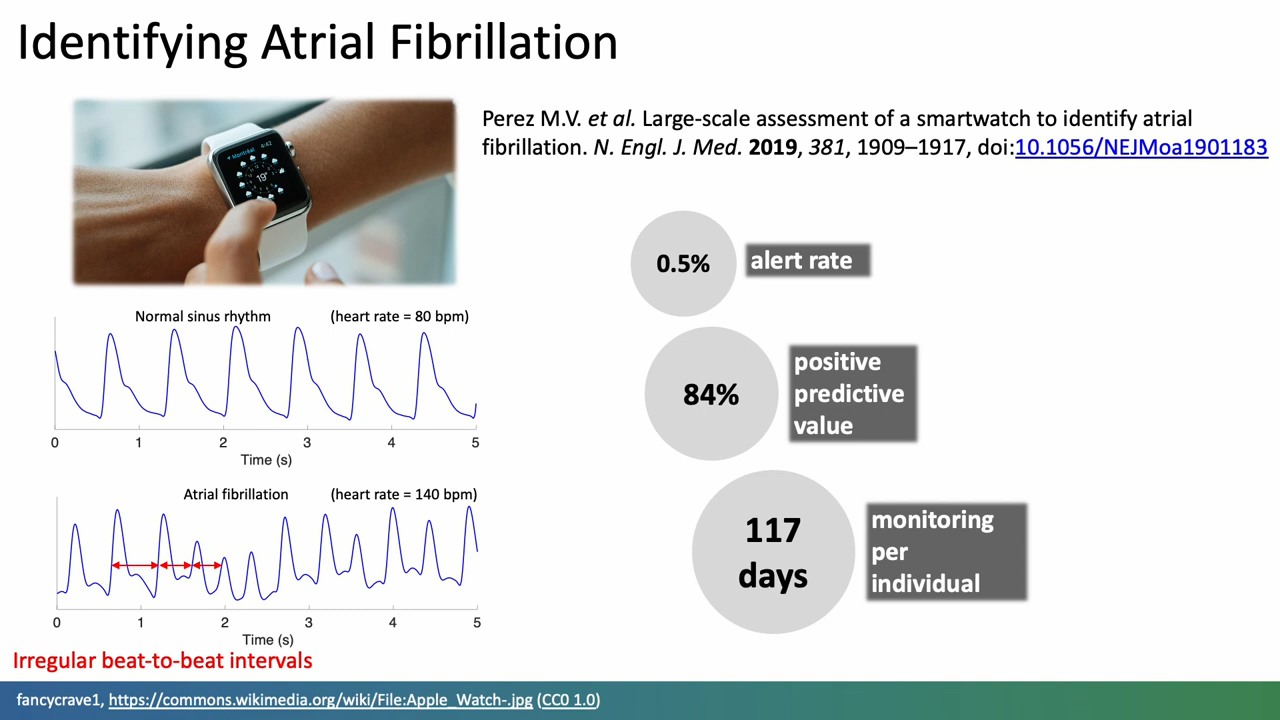 Identifying Atrial Fibrillation
Montréal 4:42
19°
Perez M.V. et al. Large-scale assessment of a smartwatch to identify atrial
fibrillation. N. Engl. J. Med. 2019, 381, 1909–1917, doi:10.1056/NEJMoa1901183
0.5%
alert rate
84%
positive
predictive
value
117
days
monitoring
per
individual
Normal sinus rhythm (heart rate = 80 bpm)
0 1 2 3 4 5
Time (s)
Atrial fibrillation (heart rate = 140 bpm)
0 1 2 3 4 5
Time (s)
Irregular beat-to-beat intervals
fancycrave1, https://commons.wikimedia.org/wiki/File:Apple_Watch-.jpg (CC0 1.0)